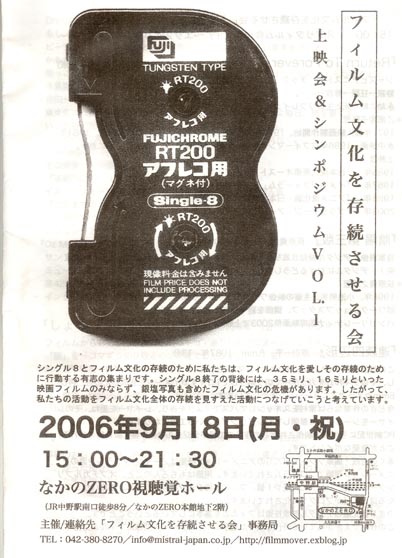 フィルム文化を存続させる会
上映会&シンポジウムVOL.1
FUJI
TUNGSTEN TYPE
RT200
アフレコ用
FUJICHROME
RT200
アフレコ用
(マグネ付)
Single-8
RT200
アフレコ用
現像料金は含みません
FILM PRICE DOES NOT
INCLUDE PROCESSING
シングル8とフィルム文化の存続のために私たちは、フィルム文化を愛しその存続のため
に行動する有志の集まりです。シングル8終了の背後には、35ミリ、16ミリといった
映画フィルムのみならず、銀塩写真も含めたフィルム文化の危機があります。したがって、
私たちの活動をフィルム文化全体の存続を見すえた活動につなげていこうと考えています。
2006年9月18日(月・祝)
15:00〜21:30
なかのZERO視聴覚ホール
(JR中野駅南口徒歩8分/なかのZERO本館地下2階)
主催/連絡先「フィルム文化を存続させる会」事務局
TEL:042-380-8270/info@mistral-japan.co.jp/http://filmmover.exblog.jp